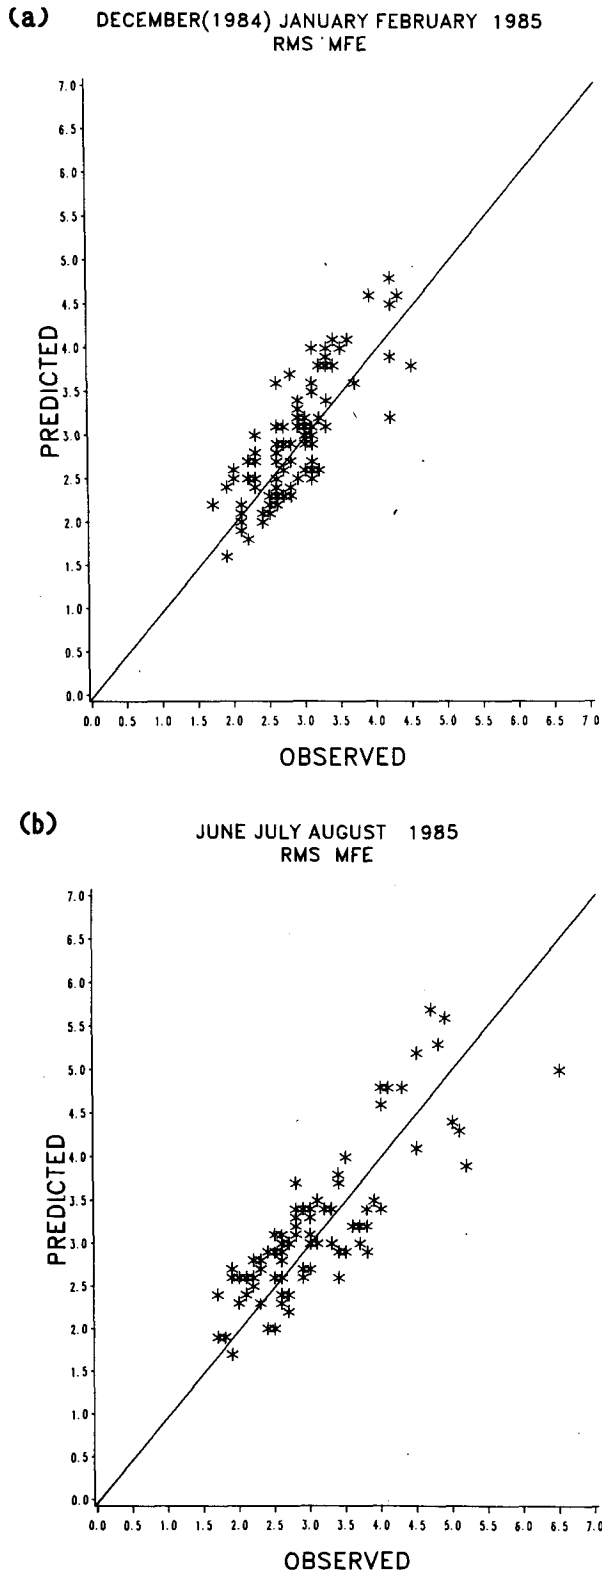 (a) DECEMBER(1984) JANUARY FEBRUARY 1985
RMS MFE
7.0
6.5
6.0
5.5
5.0
4.5
4.0
3.5
3.0
2.5
2.0
1.5
1.0
0.5
0.0
PREDICTED
0.0 0.5 1.0 1.5 2.0 2.5 3.0 3.5 4.0 4.5 5.0 5.5 6.0 6.5 7.0
OBSERVED
(b)
JUNE JULY AUGUST 1985
RMS MFE
7.0
6.5
6.0
5.5
5.0
4.5
4.0
3.5
3.0
2.5
2.0
1.5
1.0
0.5
0.0
PREDICTED
0.0 0.5 1.0 1.5 2.0 2.5 3.0 3.5 4.0 4.5 5.0 5.5 6.0 6.5 7.0
OBSERVED